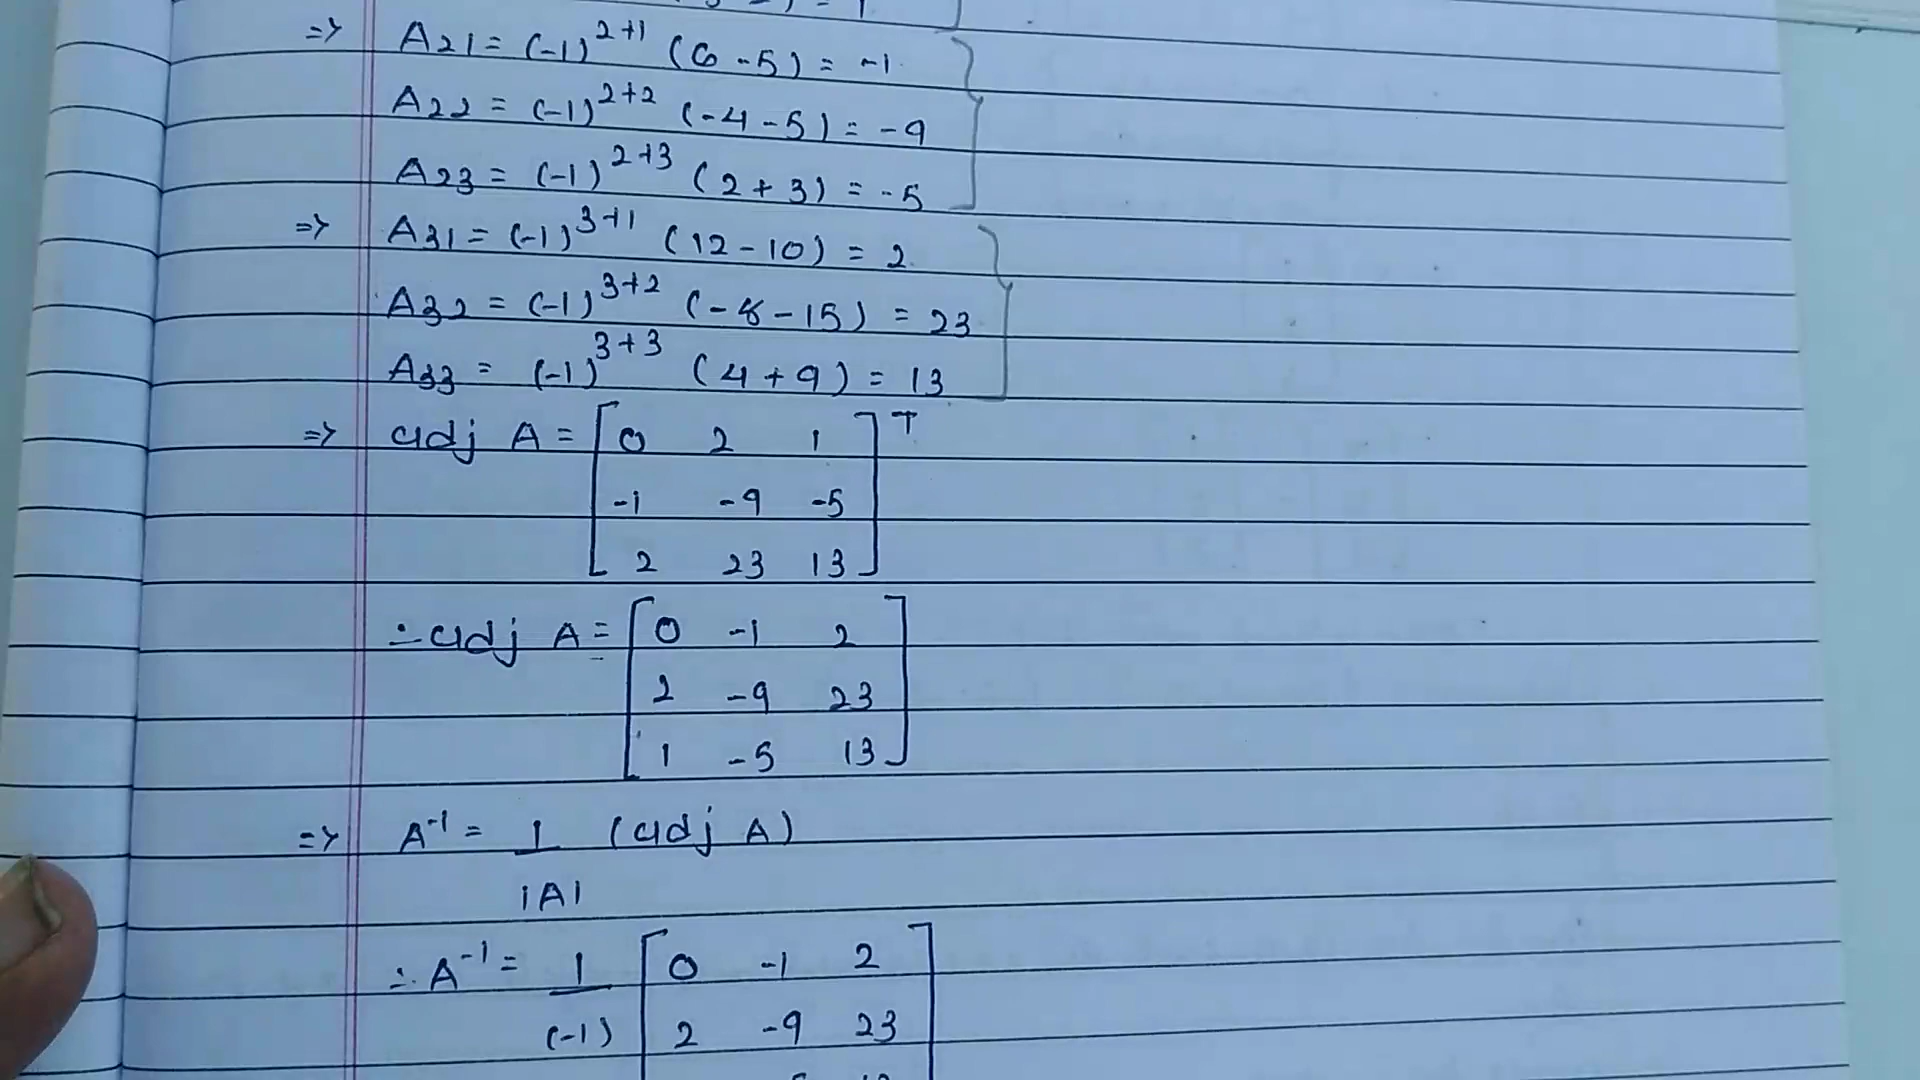 => A21 = (-1)^2+1 (6 - 5) = -1
A22 = (-1)^2+2 (-4 - 5) = -9
A23 = (-1)^2+3 (2 + 3) = -5
=> A31 = (-1)^3+1 (12 - 10) = 2
A32 = (-1)^3+2 (-8 - 15) = 23
A33 = (-1)^3+3 (4 + 9) = 13
=> adj A = [0 2 1]^T
-1 -9 -5
2 23 13
∴ adj A = [0 -1 2]
2 -9 23
1 -5 13
=> A^-1 = 1 (adj A)
|A|
∴ A^-1 = 1 [0 -1 2]
(-1) 2 -9 23